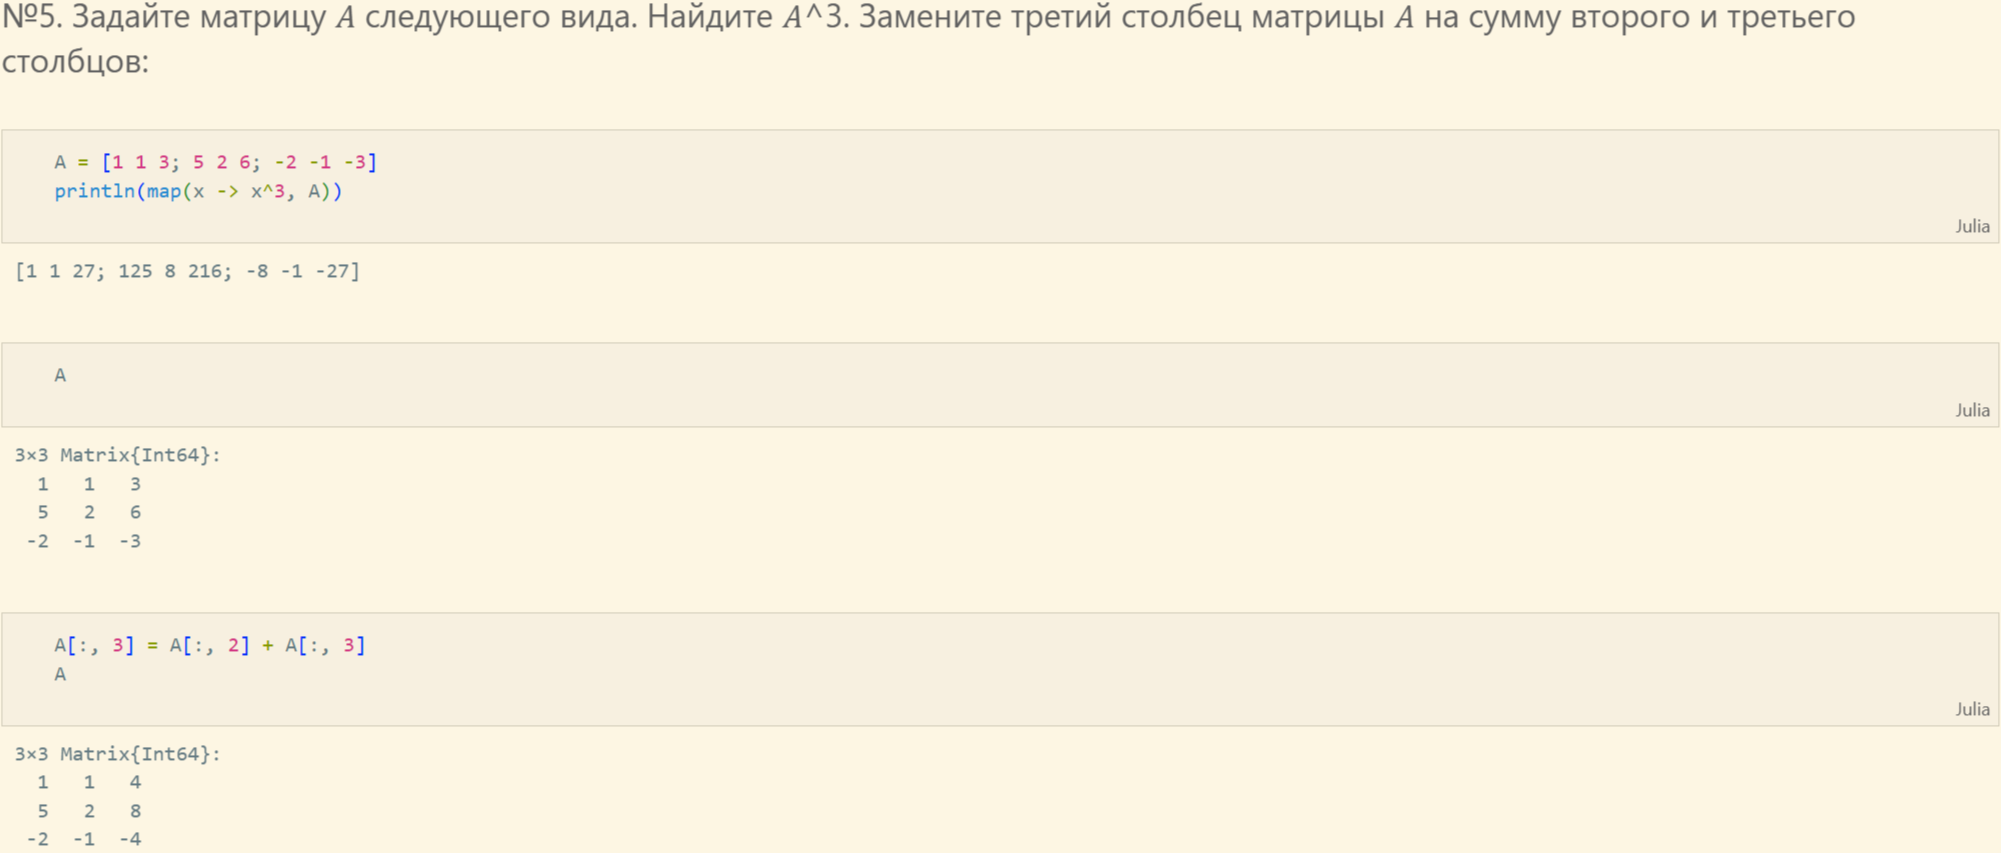 №5. Задайте матрицу A следующего вида. Найдите A^3. Замените третий столбец матрицы A на сумму второго и третьего
столбцов:
A = [1 1 3; 5 2 6; -2 -1 -3]
println(map(x -> x^3, A))
Julia
[1 1 27; 125 8 216; -8 -1 -27]
A
Julia
3×3 Matrix{Int64}:
1 1 3
5 2 6
-2 -1 -3
A[:, 3] = A[:, 2] + A[:, 3]
A
Julia
3×3 Matrix{Int64}:
1 1 4
5 2 8
-2 -1 -4